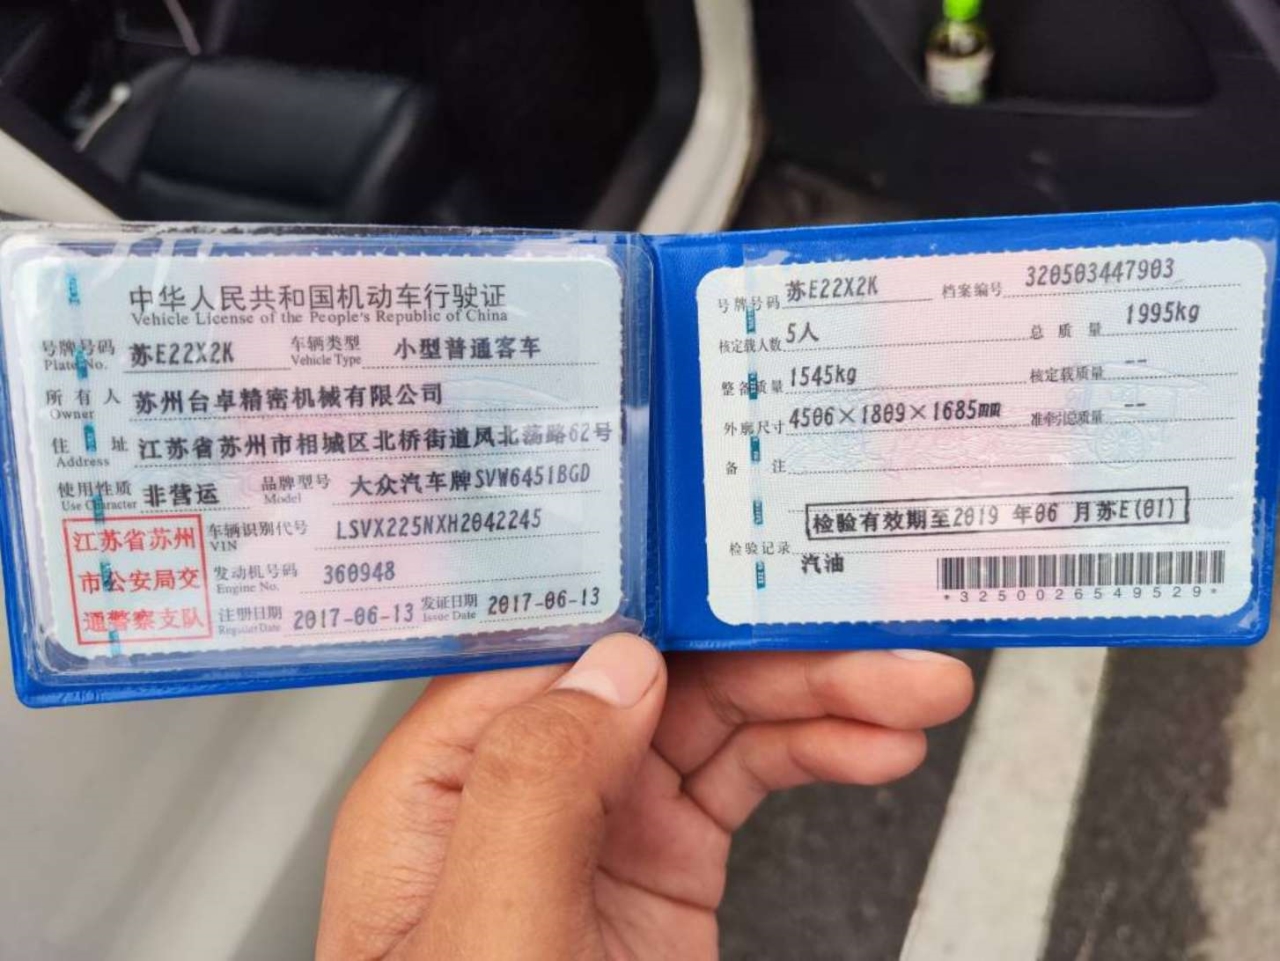 中华人民共和国机动车行驶证
Vehicle License of the People's Republic of China
号牌号码 苏E22X2K 车辆类型 小型普通客车
Plate No. Vehicle Type
所有人 苏州台卓精密机械有限公司
Owner
住址 江苏省苏州市相城区北桥街道凤北荡路62号
Address
使用性质 非营运 品牌型号 大众汽车牌SVW6451BGD
Use Character Model
江苏省苏州
市公安局交
通警察支队
车辆识别代号 LSVX225NXH2042245
VIN
发动机号码 360948
Engine No.
注册日期 2017-06-13 发证日期 2017-06-13
Register Date Issue Date
号牌号码 苏E22X2K 档案编号 320503447903
核定载人数 5人 总质量 1995kg
整备质量 1545kg 核定载质量 --
外廓尺寸 4506×1809×1685mm 准牵引总质量 --
备注
检验有效期至2019年06月苏E(01)
检验记录
汽油
*3250026549529*